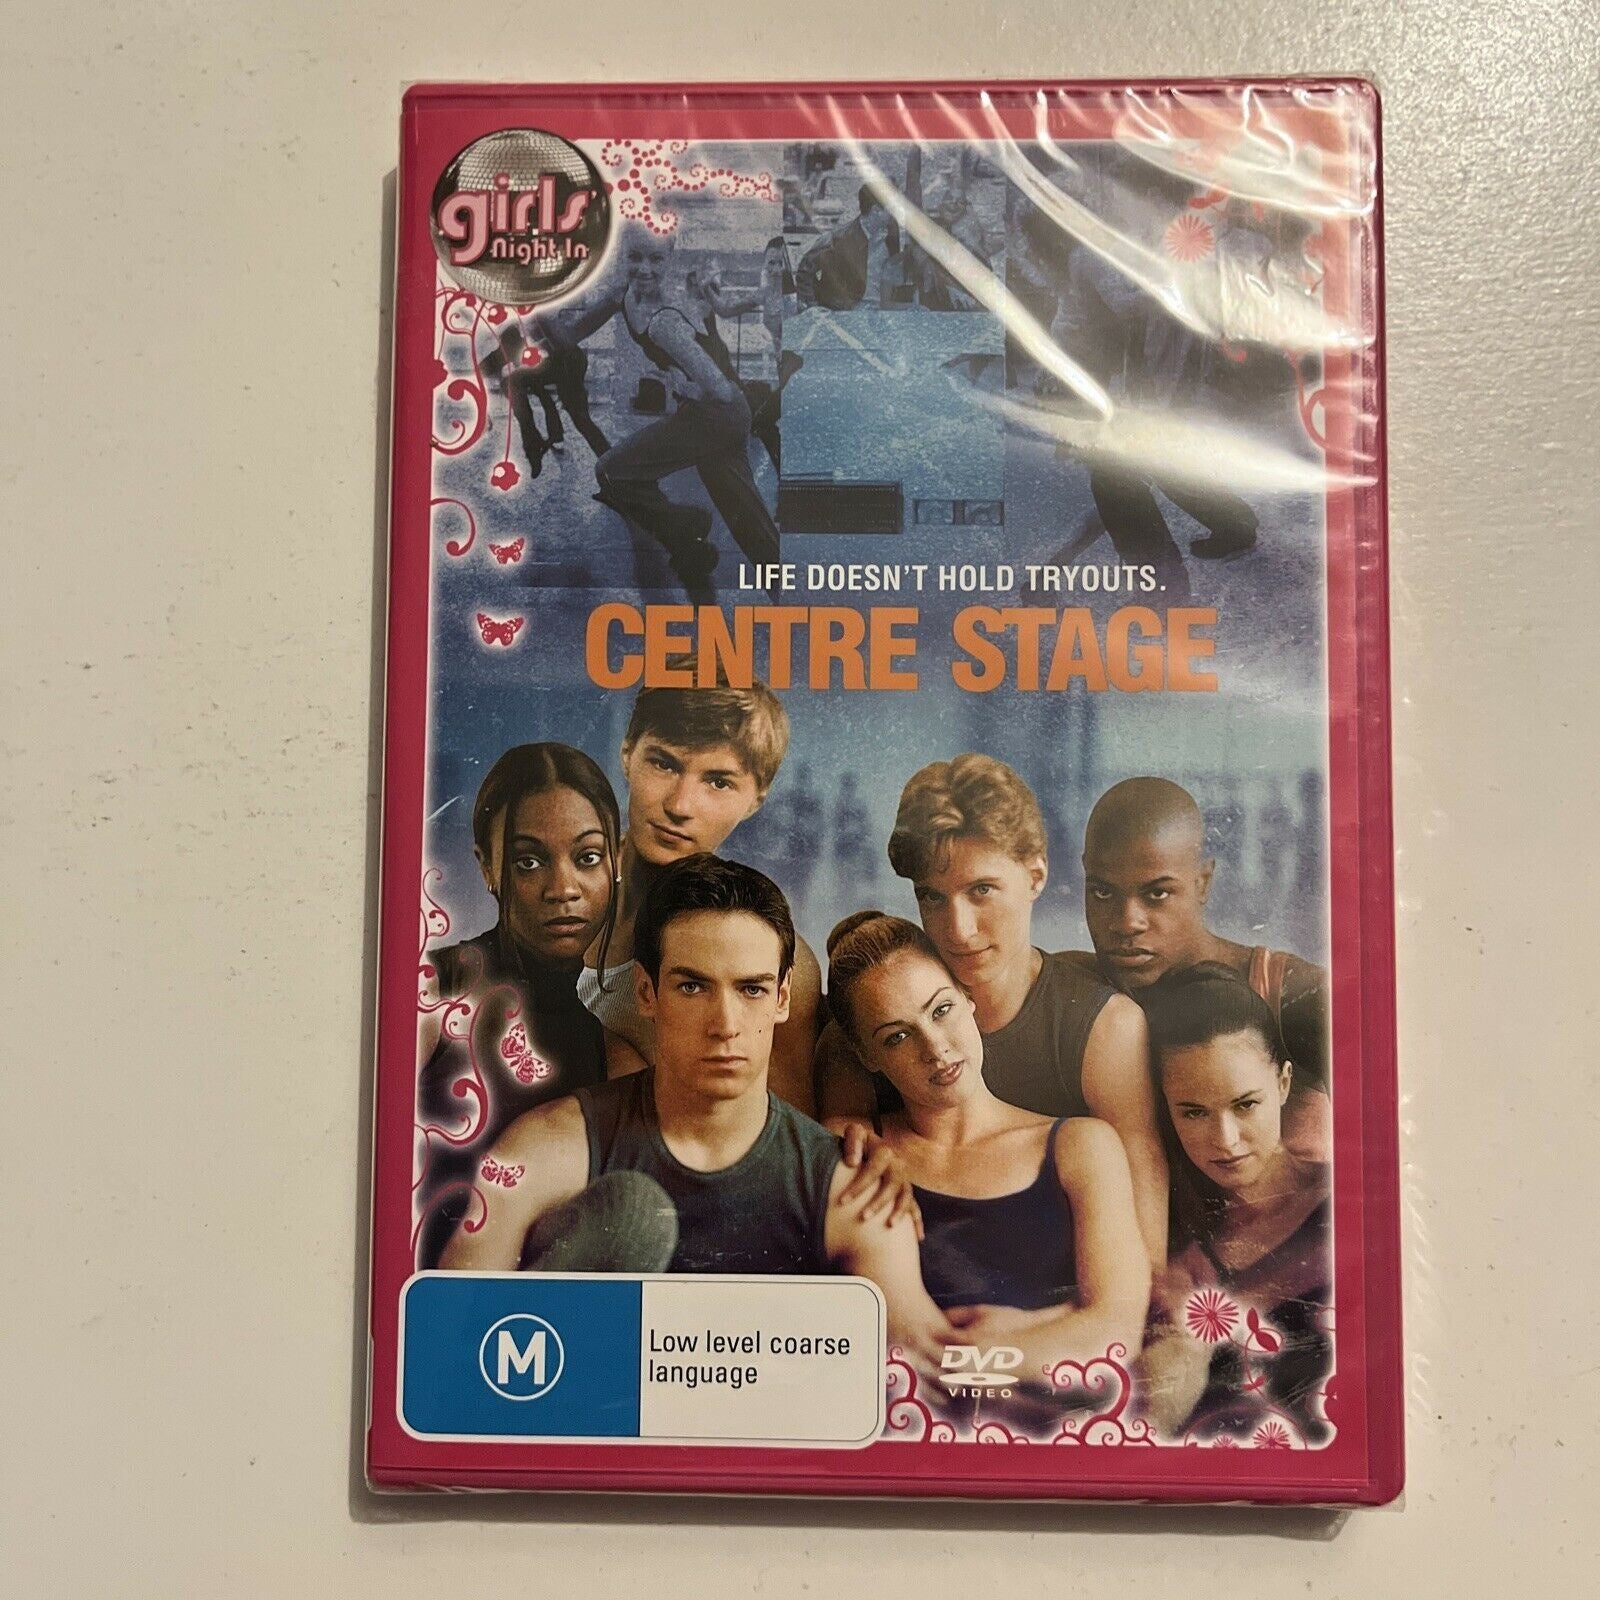 girls'
Night In
LIFE DOESN'T HOLD TRYOUTS.
CENTRE STAGE
M
Low level coarse
language
DVD
VIDEO